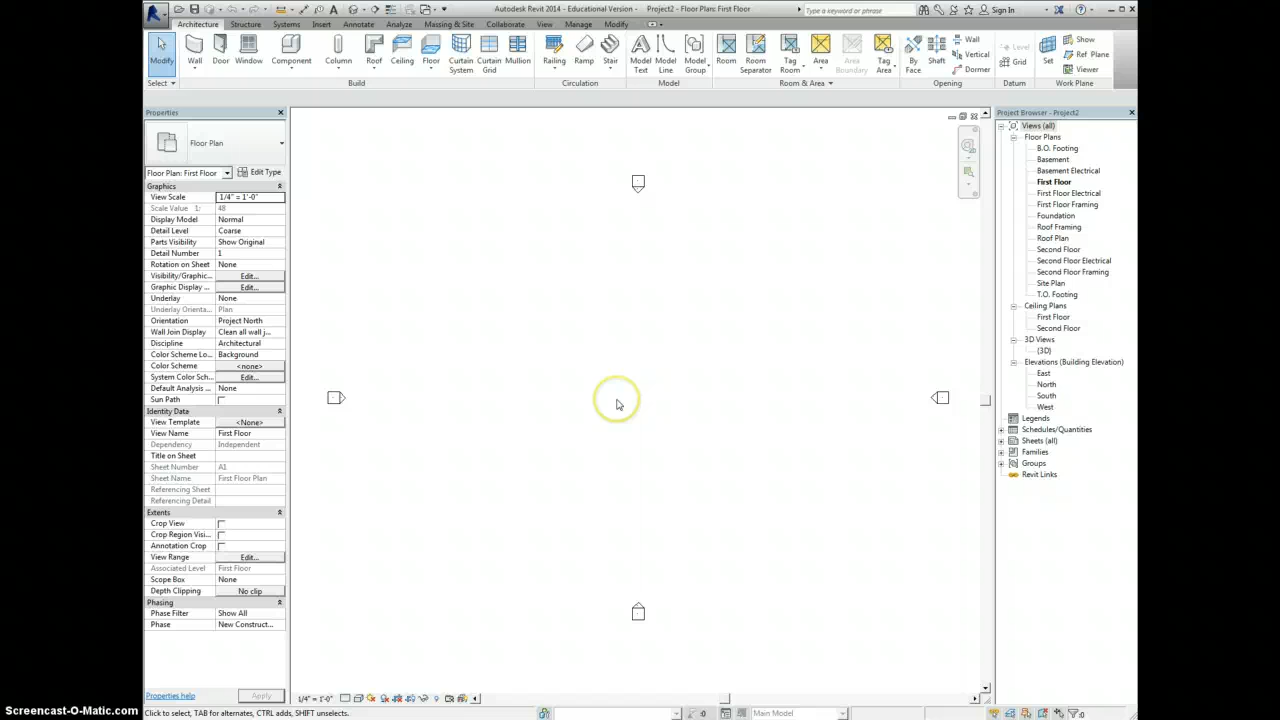 Autodesk Revit 2014 - Educational Version - Project2 - Floor Plan: First Floor
Type a keyword or phrase
Sign In
Architecture Structure Systems Insert Annotate Analyze Massing & Site Collaborate View Manage Modify
Modify Wall Door Window Component Column Roof Ceiling Floor Curtain System Curtain Grid Mullion Railing Ramp Stair Model Text Model Line Model Group Room Room Separator Tag Room Area Area Boundary Tag Area By Face Shaft Wall Vertical Dormer Level Grid Set Show Ref Plane Viewer
Select Build Circulation Model Room & Area Opening Datum Work Plane
Properties
Floor Plan
Floor Plan: First Floor Edit Type
Graphics
View Scale 1/4" = 1'-0"
Scale Value 1: 48
Display Model Normal
Detail Level Coarse
Parts Visibility Show Original
Detail Number 1
Rotation on Sheet None
Visibility/Graphic... Edit...
Graphic Display ... Edit...
Underlay None
Underlay Orienta... Plan
Orientation Project North
Wall Join Display Clean all wall j...
Discipline Architectural
Color Scheme Lo... Background
Color Scheme <none>
System Color Sch... Edit...
Default Analysis ... None
Sun Path
Identity Data
View Template <None>
View Name First Floor
Dependency Independent
Title on Sheet
Sheet Number A1
Sheet Name First Floor Plan
Referencing Sheet
Referencing Detail
Extents
Crop View
Crop Region Visi...
Annotation Crop
View Range Edit...
Associated Level First Floor
Scope Box None
Depth Clipping No clip
Phasing
Phase Filter Show All
Phase New Construct...
Properties help Apply
1/4" = 1'-0"
Project Browser - Project2
Views (all)
Floor Plans
B.O. Footing
Basement
Basement Electrical
First Floor
First Floor Electrical
First Floor Framing
Foundation
Roof Framing
Roof Plan
Second Floor
Second Floor Electrical
Second Floor Framing
Site Plan
T.O. Footing
Ceiling Plans
First Floor
Second Floor
3D Views
{3D}
Elevations (Building Elevation)
East
North
South
West
Legends
Schedules/Quantities
Sheets (all)
Families
Groups
Revit Links
Screencast-O-Matic.com
Click to select, TAB for alternates, CTRL adds, SHIFT unselects.
:0
Main Model
:0